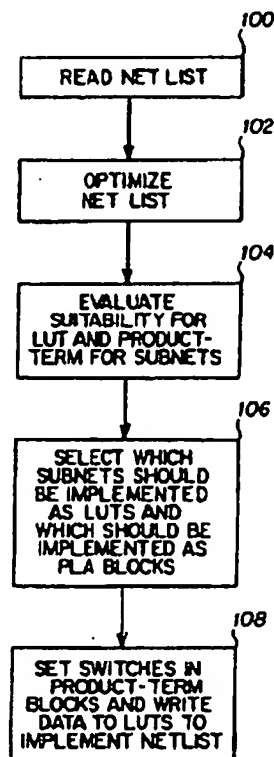 100
READ NET LIST
102
OPTIMIZE
NET LIST
104
EVALUATE
SUITABILITY FOR
LUT AND PRODUCT-
TERM FOR SUBNETS
106
SELECT WHICH
SUBNETS SHOULD
BE IMPLEMENTED
AS LUTS AND
WHICH SHOULD BE
IMPLEMENTED AS
PLA BLOCKS
108
SET SWITCHES IN
PRODUCT-TERM
BLOCKS AND WRITE
DATA TO LUTS TO
IMPLEMENT NETLIST